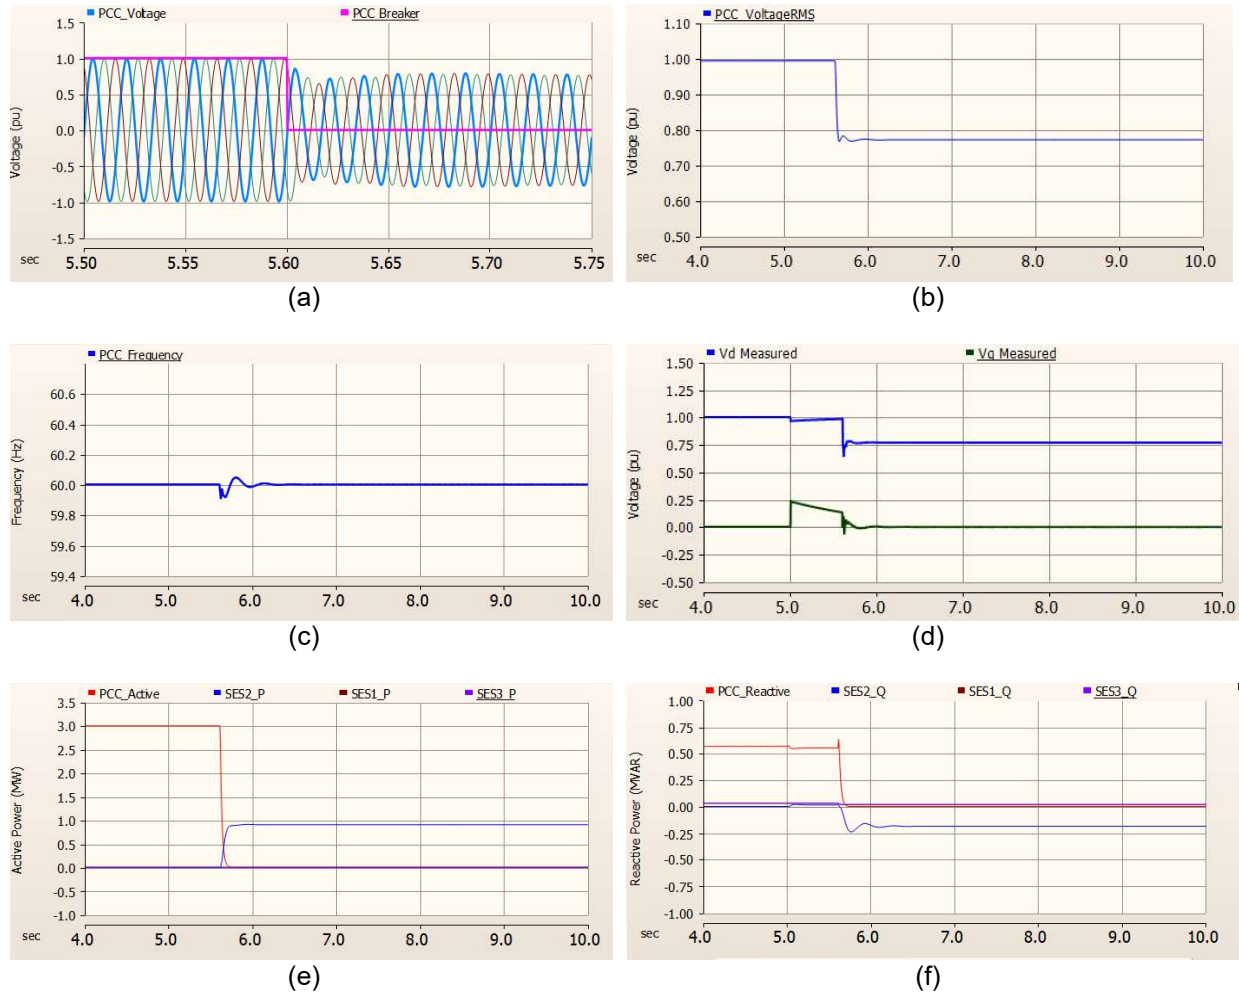 PCC_Voltage PCC Breaker
Voltage (pu)
1.5
1.0
0.5
0.0
-0.5
-1.0
-1.5
sec 5.50 5.55 5.60 5.65 5.70 5.75
(a)
PCC_VoltageRMS
Voltage (pu)
1.10
1.00
0.90
0.80
0.70
0.60
0.50
sec 4.0 5.0 6.0 7.0 8.0 9.0 10.0
(b)
PCC_Frequency
Frequency (Hz)
60.6
60.4
60.2
60.0
59.8
59.6
59.4
sec 4.0 5.0 6.0 7.0 8.0 9.0 10.0
(c)
Vd Measured Vq Measured
Voltage (pu)
1.50
1.25
1.00
0.75
0.50
0.25
0.00
-0.25
-0.50
sec 4.0 5.0 6.0 7.0 8.0 9.0 10.0
(d)
PCC_Active SES2_P SES1_P SES3_P
Active Power (MW)
3.5
3.0
2.5
2.0
1.5
1.0
0.5
0.0
-0.5
-1.0
sec 4.0 5.0 6.0 7.0 8.0 9.0 10.0
(e)
PCC_Reactive SES2_Q SES1_Q SES3_Q
Reactive Power (MVAR)
1.00
0.75
0.50
0.25
0.00
-0.25
-0.50
-0.75
-1.00
sec 4.0 5.0 6.0 7.0 8.0 9.0 10.0
(f)